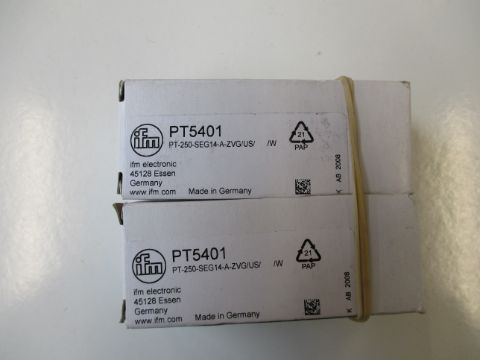 ifm
PT5401
PT-250-SEG14-A-ZVG/US/ /W
21
PAP
ifm electronic
45128 Essen
Germany
www.ifm.com Made in Germany
K AB 2008
ifm
PT5401
PT-250-SEG14-A-ZVG/US/ /W
21
PAP
ifm electronic
45128 Essen
Germany
www.ifm.com Made in Germany
K AB 2008